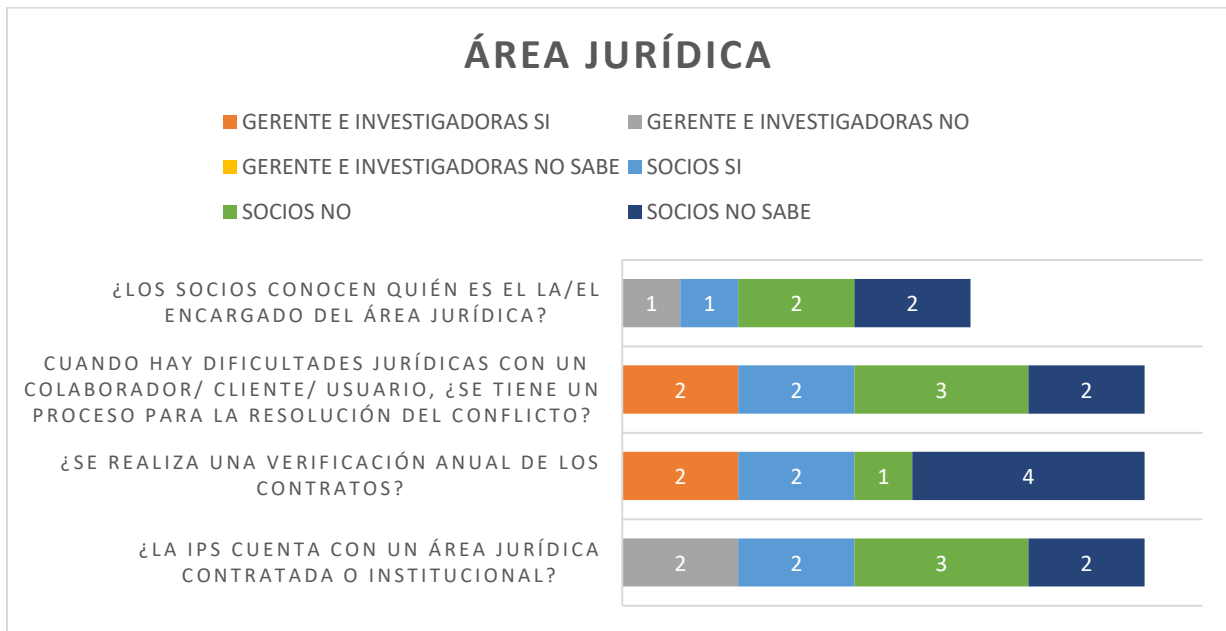 ÁREA JURÍDICA
GERENTE E INVESTIGADORAS SI
GERENTE E INVESTIGADORAS NO
GERENTE E INVESTIGADORAS NO SABE
SOCIOS SI
SOCIOS NO
SOCIOS NO SABE
¿LOS SOCIOS CONOCEN QUIÉN ES EL LA/EL
ENCARGADO DEL ÁREA JURÍDICA?
1 1 2 2
CUANDO HAY DIFICULTADES JURÍDICAS CON UN
COLABORADOR/ CLIENTE/ USUARIO, ¿SE TIENE UN
PROCESO PARA LA RESOLUCIÓN DEL CONFLICTO?
2 2 3 2
¿SE REALIZA UNA VERIFICACIÓN ANUAL DE LOS
CONTRATOS?
2 2 1 4
¿LA IPS CUENTA CON UN ÁREA JURÍDICA
CONTRATADA O INSTITUCIONAL?
2 2 3 2